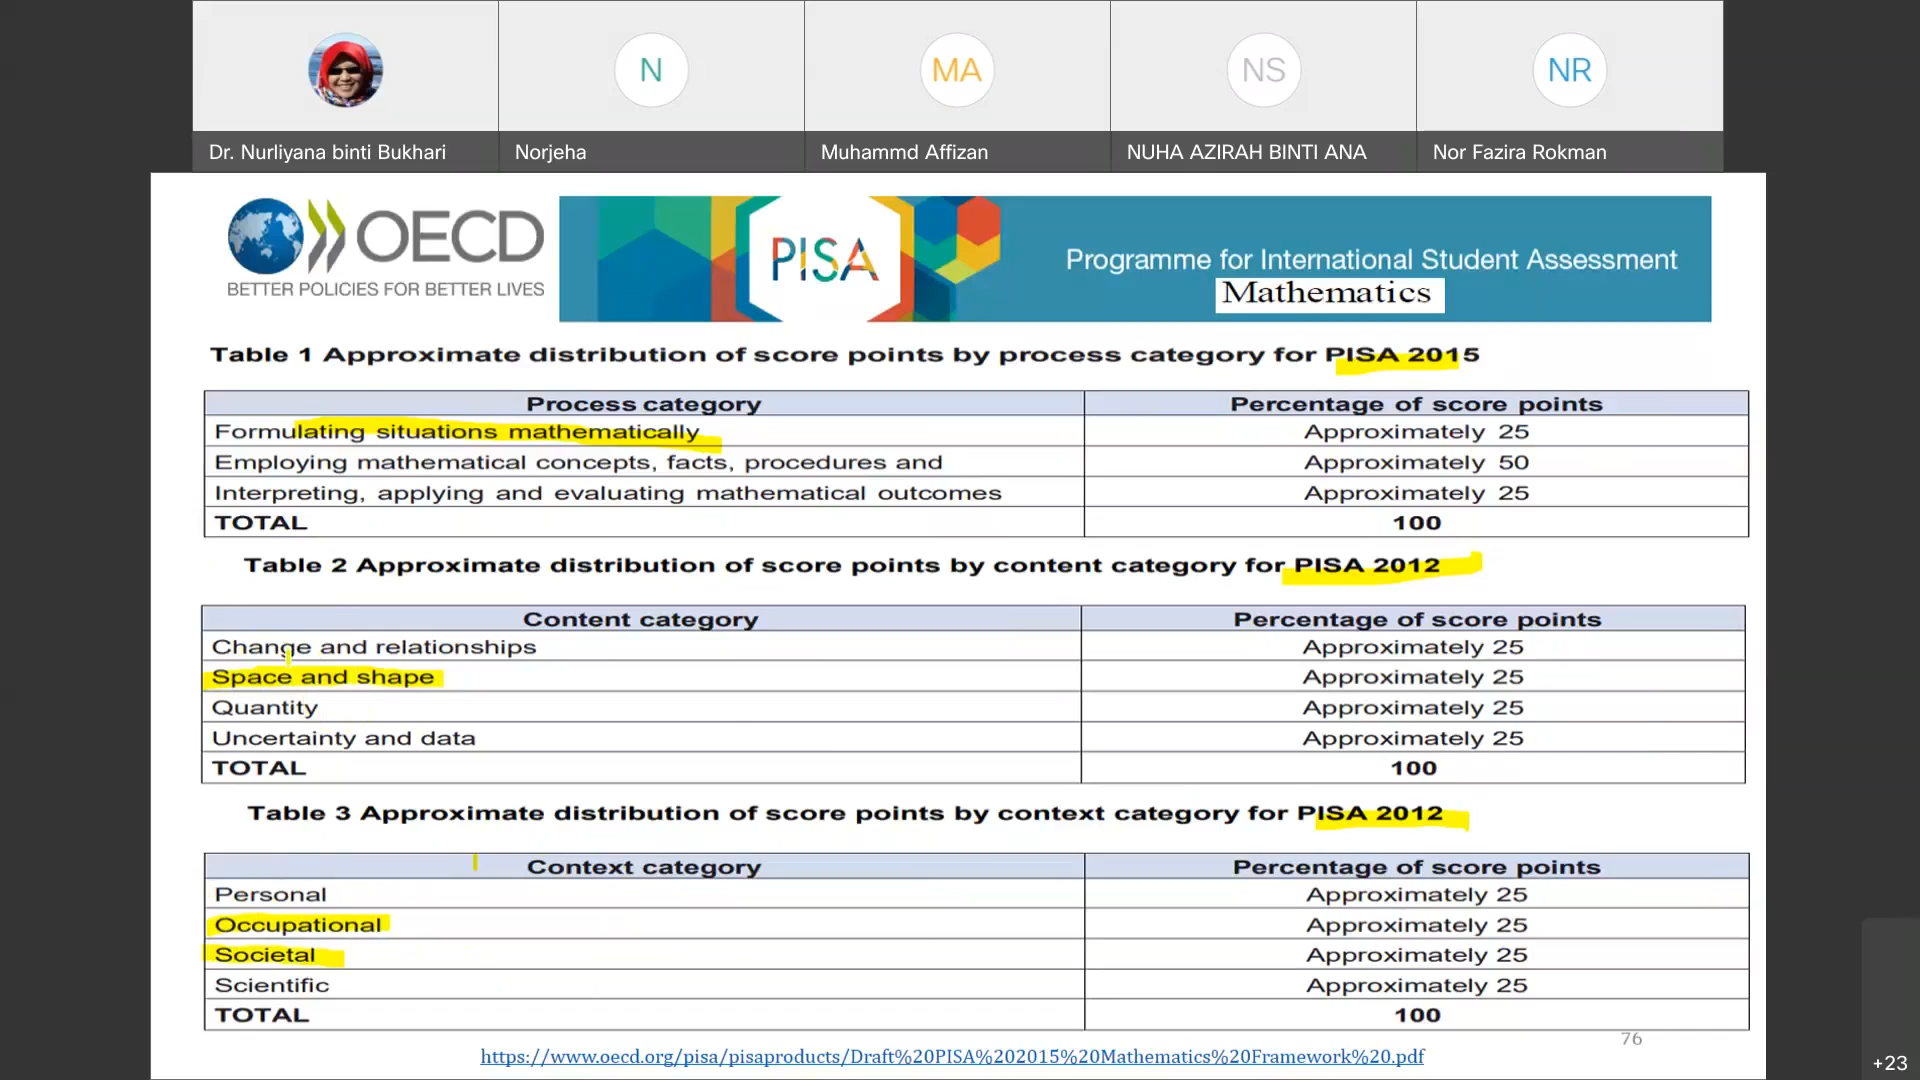 N
MA
NS
NR
Dr. Nurliyana binti Bukhari
Norjeha
Muhammd Affizan
NUHA AZIRAH BINTI ANA
Nor Fazira Rokman
OECD
BETTER POLICIES FOR BETTER LIVES
PISA
Programme for International Student Assessment
Mathematics
Table 1 Approximate distribution of score points by process category for PISA 2015
Process category Percentage of score points
Formulating situations mathematically Approximately 25
Employing mathematical concepts, facts, procedures and Approximately 50
Interpreting, applying and evaluating mathematical outcomes Approximately 25
TOTAL 100
Table 2 Approximate distribution of score points by content category for PISA 2012
Content category Percentage of score points
Change and relationships Approximately 25
Space and shape Approximately 25
Quantity Approximately 25
Uncertainty and data Approximately 25
TOTAL 100
Table 3 Approximate distribution of score points by context category for PISA 2012
Context category Percentage of score points
Personal Approximately 25
Occupational Approximately 25
Societal Approximately 25
Scientific Approximately 25
TOTAL 100
76
https://www.oecd.org/pisa/pisaproducts/Draft%20PISA%202015%20Mathematics%20Framework%20.pdf
+23